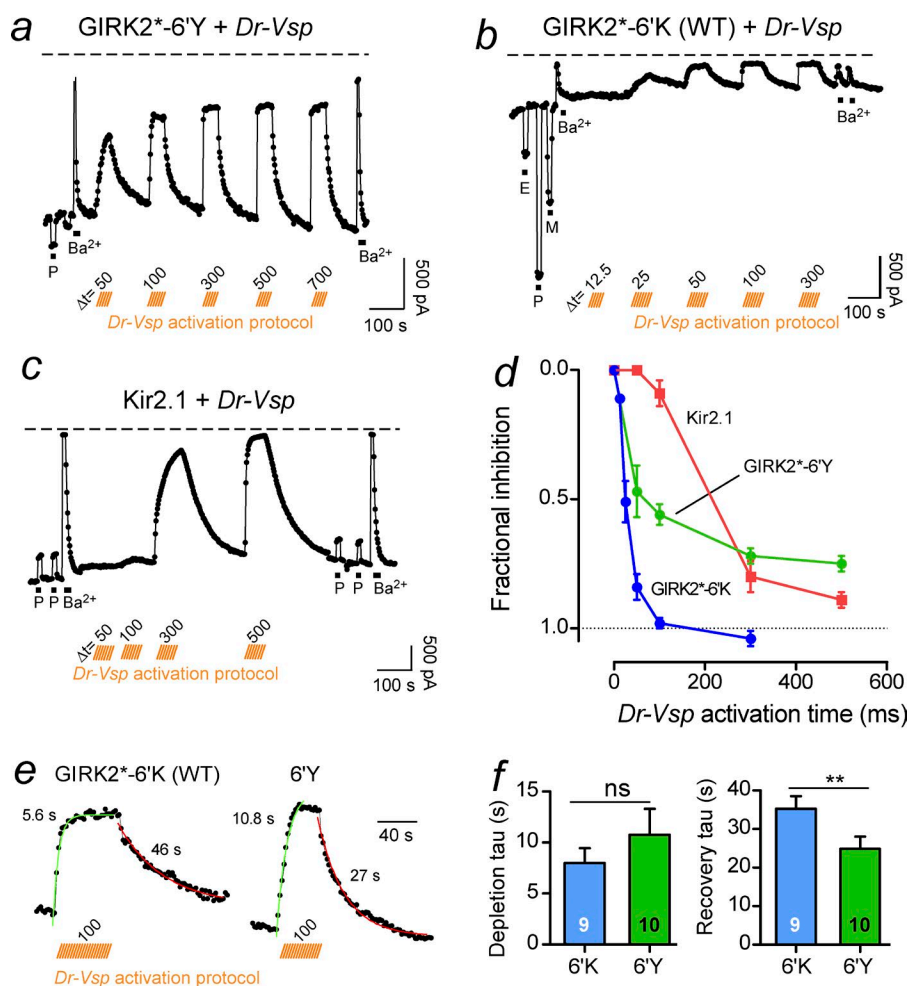 a
GIRK2*-6'Y + Dr-Vsp
P
Ba2+
Ba2+
Δt= 50
100
300
500
700
Dr-Vsp activation protocol
500 pA
100 s
b
GIRK2*-6'K (WT) + Dr-Vsp
E
P
M
Ba2+
Ba2+
Δt= 12.5
25
50
100
300
Dr-Vsp activation protocol
500 pA
100 s
c
Kir2.1 + Dr-Vsp
P
P
Ba2+
P
P
Ba2+
Δt= 50
100
300
500
Dr-Vsp activation protocol
500 pA
100 s
d
Fractional inhibition
0.0
0.5
1.0
Kir2.1
GIRK2*-6'Y
GIRK2*-6'K
0
200
400
600
Dr-Vsp activation time (ms)
e
GIRK2*-6'K (WT)
6'Y
5.6 s
46 s
10.8 s
27 s
40 s
100
100
Dr-Vsp activation protocol
f
Depletion tau (s)
15
10
5
0
ns
9
10
6'K
6'Y
Recovery tau (s)
40
30
20
10
0
**
9
10
6'K
6'Y